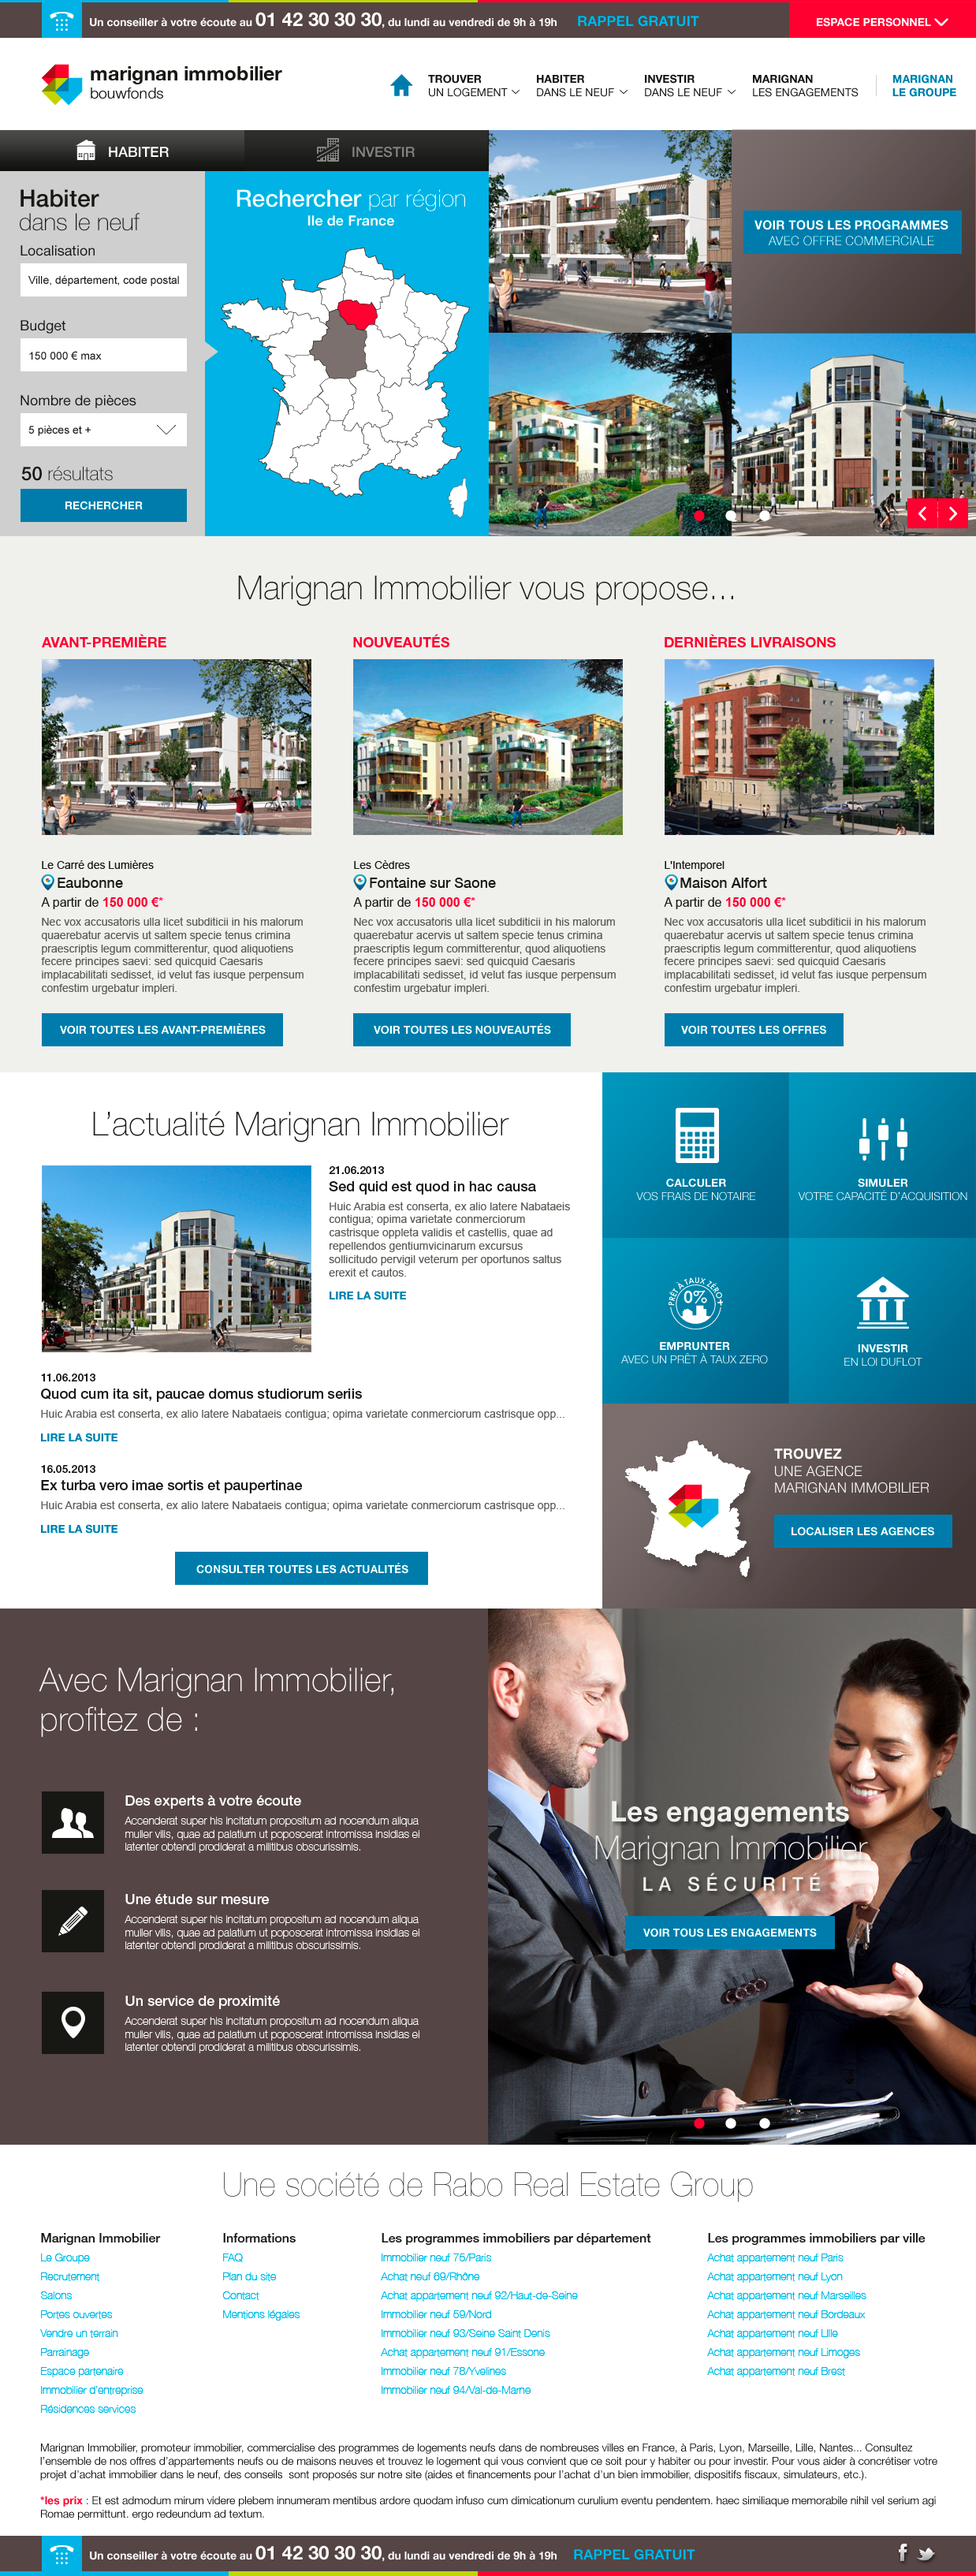 Un conseiller à votre écoute au 01 42 30 30 30, du lundi au vendredi de 9h à 19h RAPPEL GRATUIT
ESPACE PERSONNEL
marignan immobilier
bouwfonds
TROUVER
UN LOGEMENT
HABITER
DANS LE NEUF
INVESTIR
DANS LE NEUF
MARIGNAN
LES ENGAGEMENTS
MARIGNAN
LE GROUPE
HABITER
INVESTIR
Habiter
dans le neuf
Localisation
Ville, département, code postal
Budget
150 000 € max
Nombre de pièces
5 pièces et +
50 résultats
RECHERCHER
Rechercher par région
Ile de France
VOIR TOUS LES PROGRAMMES
AVEC OFFRE COMMERCIALE
Marignan Immobilier vous propose...
AVANT-PREMIÈRE
Le Carré des Lumières
Eaubonne
A partir de 150 000 €*
Nec vox accusatoris ulla licet subditicii in his malorum
quaerebatur acervis ut saltem specie tenus crimina
praescriptis legum committerentur, quod aliquotiens
fecere principes saevi: sed quicquid Caesaris
implacabilitati sedisset, id velut fas iusque perpensum
confestim urgebatur impleri.
VOIR TOUTES LES AVANT-PREMIÈRES
NOUVEAUTÉS
Les Cèdres
Fontaine sur Saone
A partir de 150 000 €*
Nec vox accusatoris ulla licet subditicii in his malorum
quaerebatur acervis ut saltem specie tenus crimina
praescriptis legum committerentur, quod aliquotiens
fecere principes saevi: sed quicquid Caesaris
implacabilitati sedisset, id velut fas iusque perpensum
confestim urgebatur impleri.
VOIR TOUTES LES NOUVEAUTÉS
DERNIÈRES LIVRAISONS
L'Intemporel
Maison Alfort
A partir de 150 000 €*
Nec vox accusatoris ulla licet subditicii in his malorum
quaerebatur acervis ut saltem specie tenus crimina
praescriptis legum committerentur, quod aliquotiens
fecere principes saevi: sed quicquid Caesaris
implacabilitati sedisset, id velut fas iusque perpensum
confestim urgebatur impleri.
VOIR TOUTES LES OFFRES
L'actualité Marignan Immobilier
21.06.2013
Sed quid est quod in hac causa
Huic Arabia est conserta, ex alio latere Nabataeis
contigua; opima varietate conmerciorum
castrisque oppleta validis et castellis, quae ad
repellendos gentiumvicinarum excursus
sollicitudo pervigil veterum per oportunos saltus
erexit et cautos.
LIRE LA SUITE
11.06.2013
Quod cum ita sit, paucae domus studiorum seriis
Huic Arabia est conserta, ex alio latere Nabataeis contigua; opima varietate conmerciorum castrisque opp...
LIRE LA SUITE
16.05.2013
Ex turba vero imae sortis et paupertinae
Huic Arabia est conserta, ex alio latere Nabataeis contigua; opima varietate conmerciorum castrisque opp...
LIRE LA SUITE
CONSULTER TOUTES LES ACTUALITÉS
CALCULER
VOS FRAIS DE NOTAIRE
SIMULER
VOTRE CAPACITÉ D'ACQUISITION
PRÊT À TAUX ZÉRO+
0%
EMPRUNTER
AVEC UN PRÊT À TAUX ZERO
INVESTIR
EN LOI DUFLOT
TROUVEZ
UNE AGENCE
MARIGNAN IMMOBILIER
LOCALISER LES AGENCES
Avec Marignan Immobilier,
profitez de :
Des experts à votre écoute
Accenderat super his incitatum propositum ad nocendum aliqua
mulier vilis, quae ad palatium ut poposcerat intromissa insidias ei
latenter obtendi prodiderat a militibus obscurissimis.
Une étude sur mesure
Accenderat super his incitatum propositum ad nocendum aliqua
mulier vilis, quae ad palatium ut poposcerat intromissa insidias ei
latenter obtendi prodiderat a militibus obscurissimis.
Un service de proximité
Accenderat super his incitatum propositum ad nocendum aliqua
mulier vilis, quae ad palatium ut poposcerat intromissa insidias ei
latenter obtendi prodiderat a militibus obscurissimis.
Les engagements
Marignan Immobilier
LA SÉCURITÉ
VOIR TOUS LES ENGAGEMENTS
Une société de Rabo Real Estate Group
Marignan Immobilier
Le Groupe
Recrutement
Salons
Portes ouvertes
Vendre un terrain
Parrainage
Espace partenaire
Immobilier d'entreprise
Résidences services
Informations
FAQ
Plan du site
Contact
Mentions légales
Les programmes immobiliers par département
Immobilier neuf 75/Paris
Achat neuf 69/Rhône
Achat appartement neuf 92/Haut-de-Seine
Immobilier neuf 59/Nord
Immobilier neuf 93/Seine Saint Denis
Achat appartement neuf 91/Essone
Immobilier neuf 78/Yvelines
Immobilier neuf 94/Val-de-Marne
Les programmes immobiliers par ville
Achat appartement neuf Paris
Achat appartement neuf Lyon
Achat appartement neuf Marseilles
Achat appartement neuf Bordeaux
Achat appartement neuf Lille
Achat appartement neuf Limoges
Achat appartement neuf Brest
Marignan Immobilier, promoteur immobilier, commercialise des programmes de logements neufs dans de nombreuses villes en France, à Paris, Lyon, Marseille, Lille, Nantes... Consultez
l'ensemble de nos offres d'appartements neufs ou de maisons neuves et trouvez le logement qui vous convient que ce soit pour y habiter ou pour investir. Pour vous aider à concrétiser votre
projet d'achat immobilier dans le neuf, des conseils sont proposés sur notre site (aides et financements pour l'achat d'un bien immobilier, dispositifs fiscaux, simulateurs, etc.).
*les prix : Et est admodum mirum videre plebem innumeram mentibus ardore quodam infuso cum dimicationum curulium eventu pendentem. haec similiaque memorabile nihil vel serium agi
Romae permittunt. ergo redeundum ad textum.
Un conseiller à votre écoute au 01 42 30 30 30, du lundi au vendredi de 9h à 19h RAPPEL GRATUIT